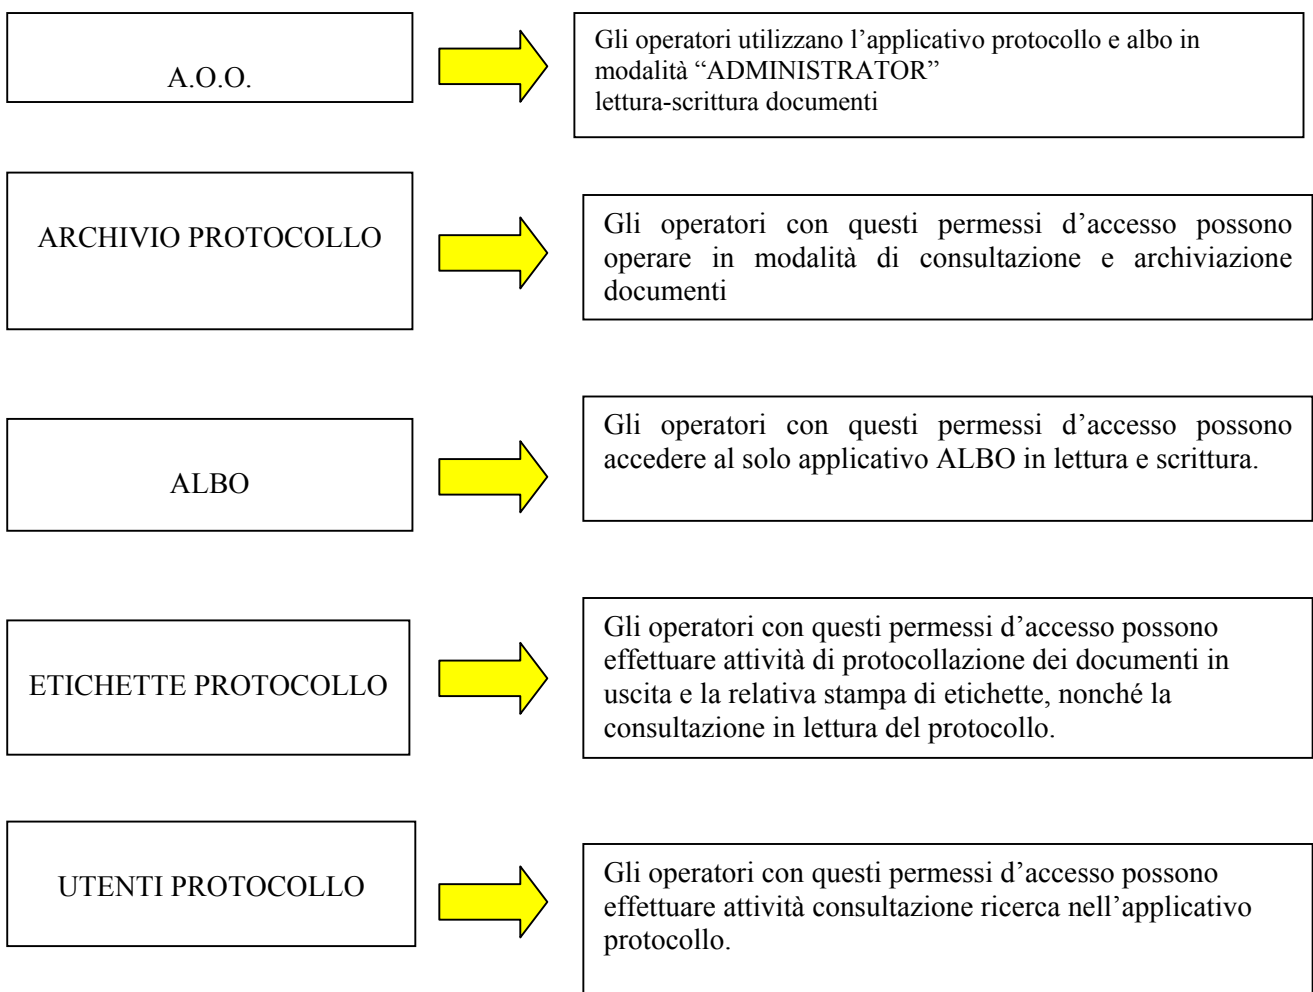 A.O.O.
Gli operatori utilizzano l’applicativo protocollo e albo in
modalità “ADMINISTRATOR”
lettura-scrittura documenti
ARCHIVIO PROTOCOLLO
Gli operatori con questi permessi d’accesso possono
operare in modalità di consultazione e archiviazione
documenti
ALBO
Gli operatori con questi permessi d’accesso possono
accedere al solo applicativo ALBO in lettura e scrittura.
ETICHETTE PROTOCOLLO
Gli operatori con questi permessi d’accesso possono
effettuare attività di protocollazione dei documenti in
uscita e la relativa stampa di etichette, nonché la
consultazione in lettura del protocollo.
UTENTI PROTOCOLLO
Gli operatori con questi permessi d’accesso possono
effettuare attività consultazione ricerca nell’applicativo
protocollo.